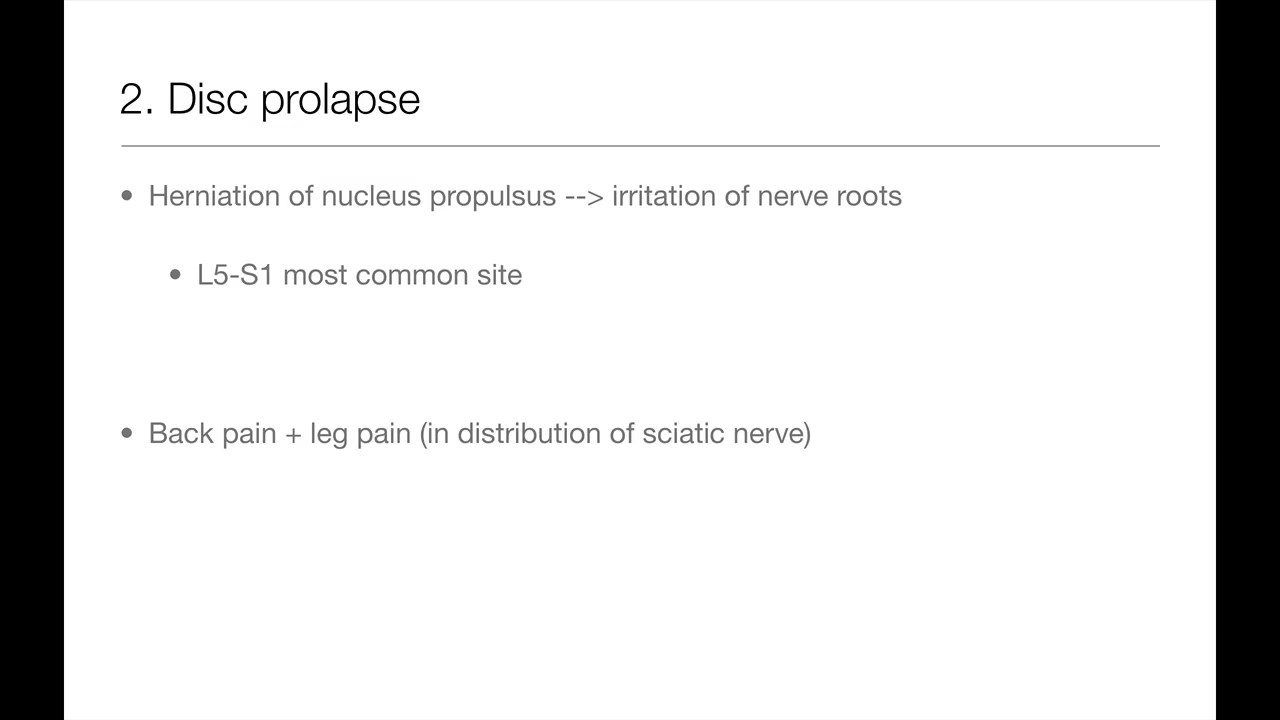 2. Disc prolapse
• Herniation of nucleus propulsus --> irritation of nerve roots
• L5-S1 most common site
• Back pain + leg pain (in distribution of sciatic nerve)